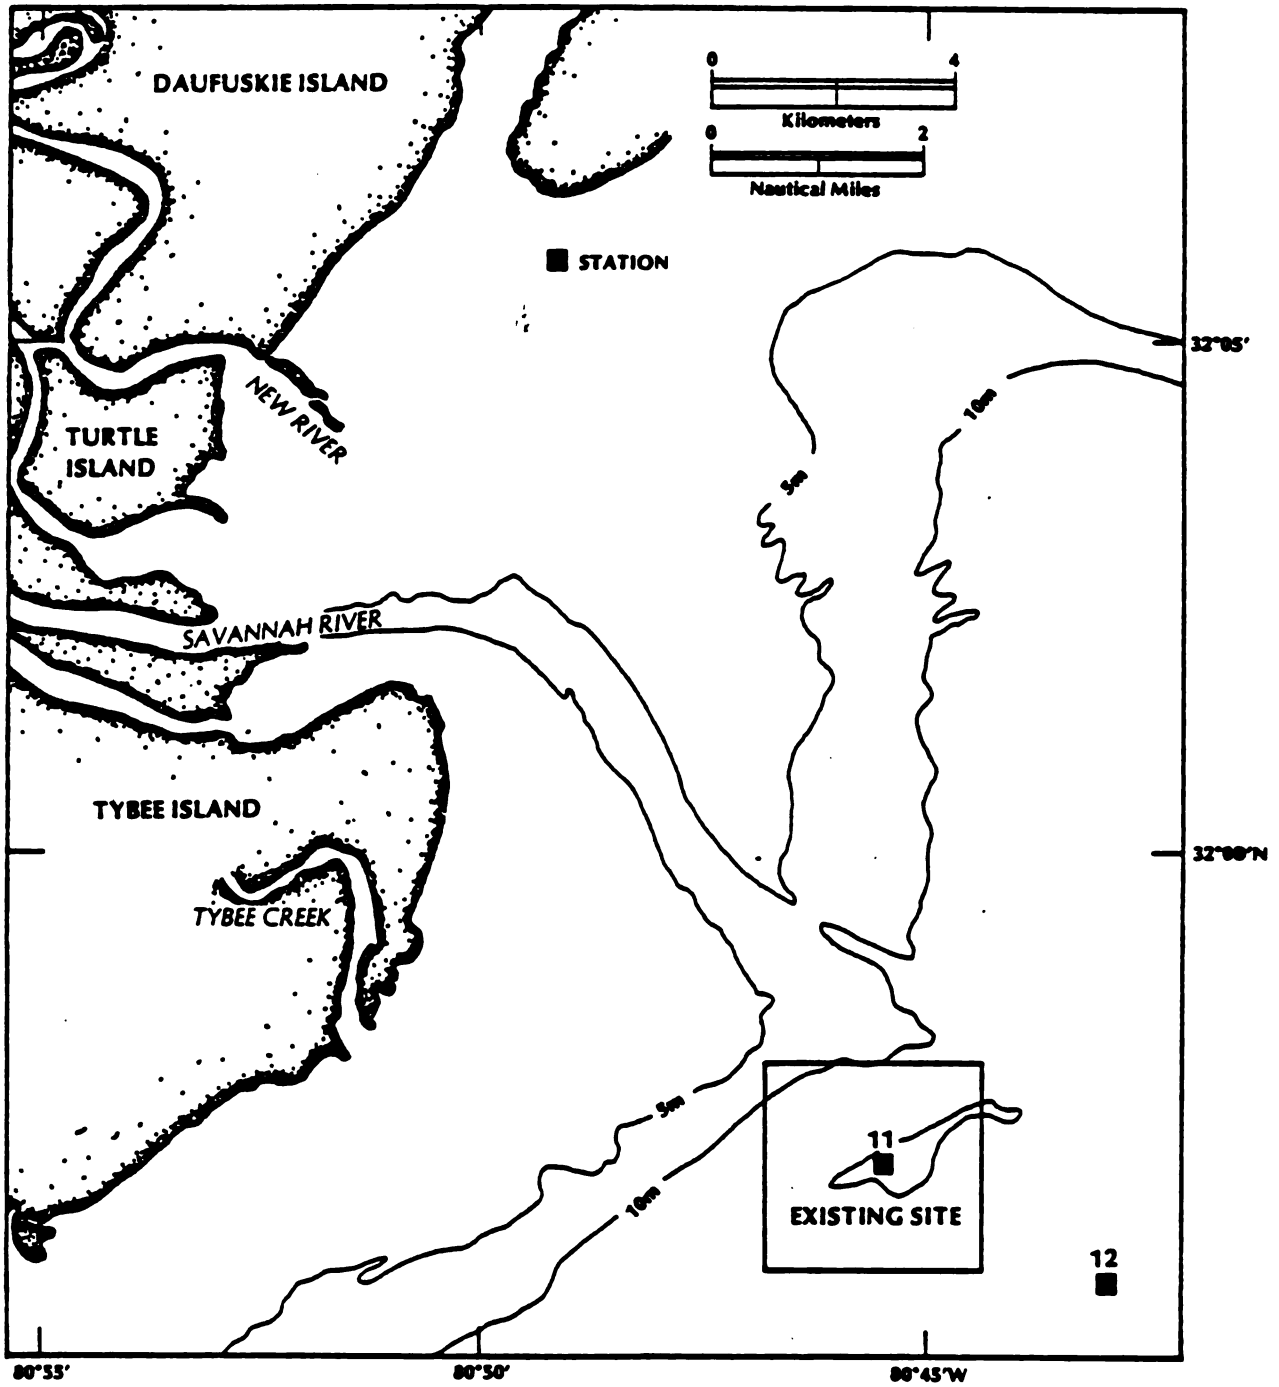 DAUFUSKIE ISLAND
0 4
Kilometers
0 2
Nautical Miles
STATION
32°05'
NEW RIVER
10m
TURTLE
ISLAND
5m
SAVANNAH RIVER
TYBEE ISLAND
32°00'N
TYBEE CREEK
5m
11
10m
EXISTING SITE
12
80°55' 80°50' 80°45'W